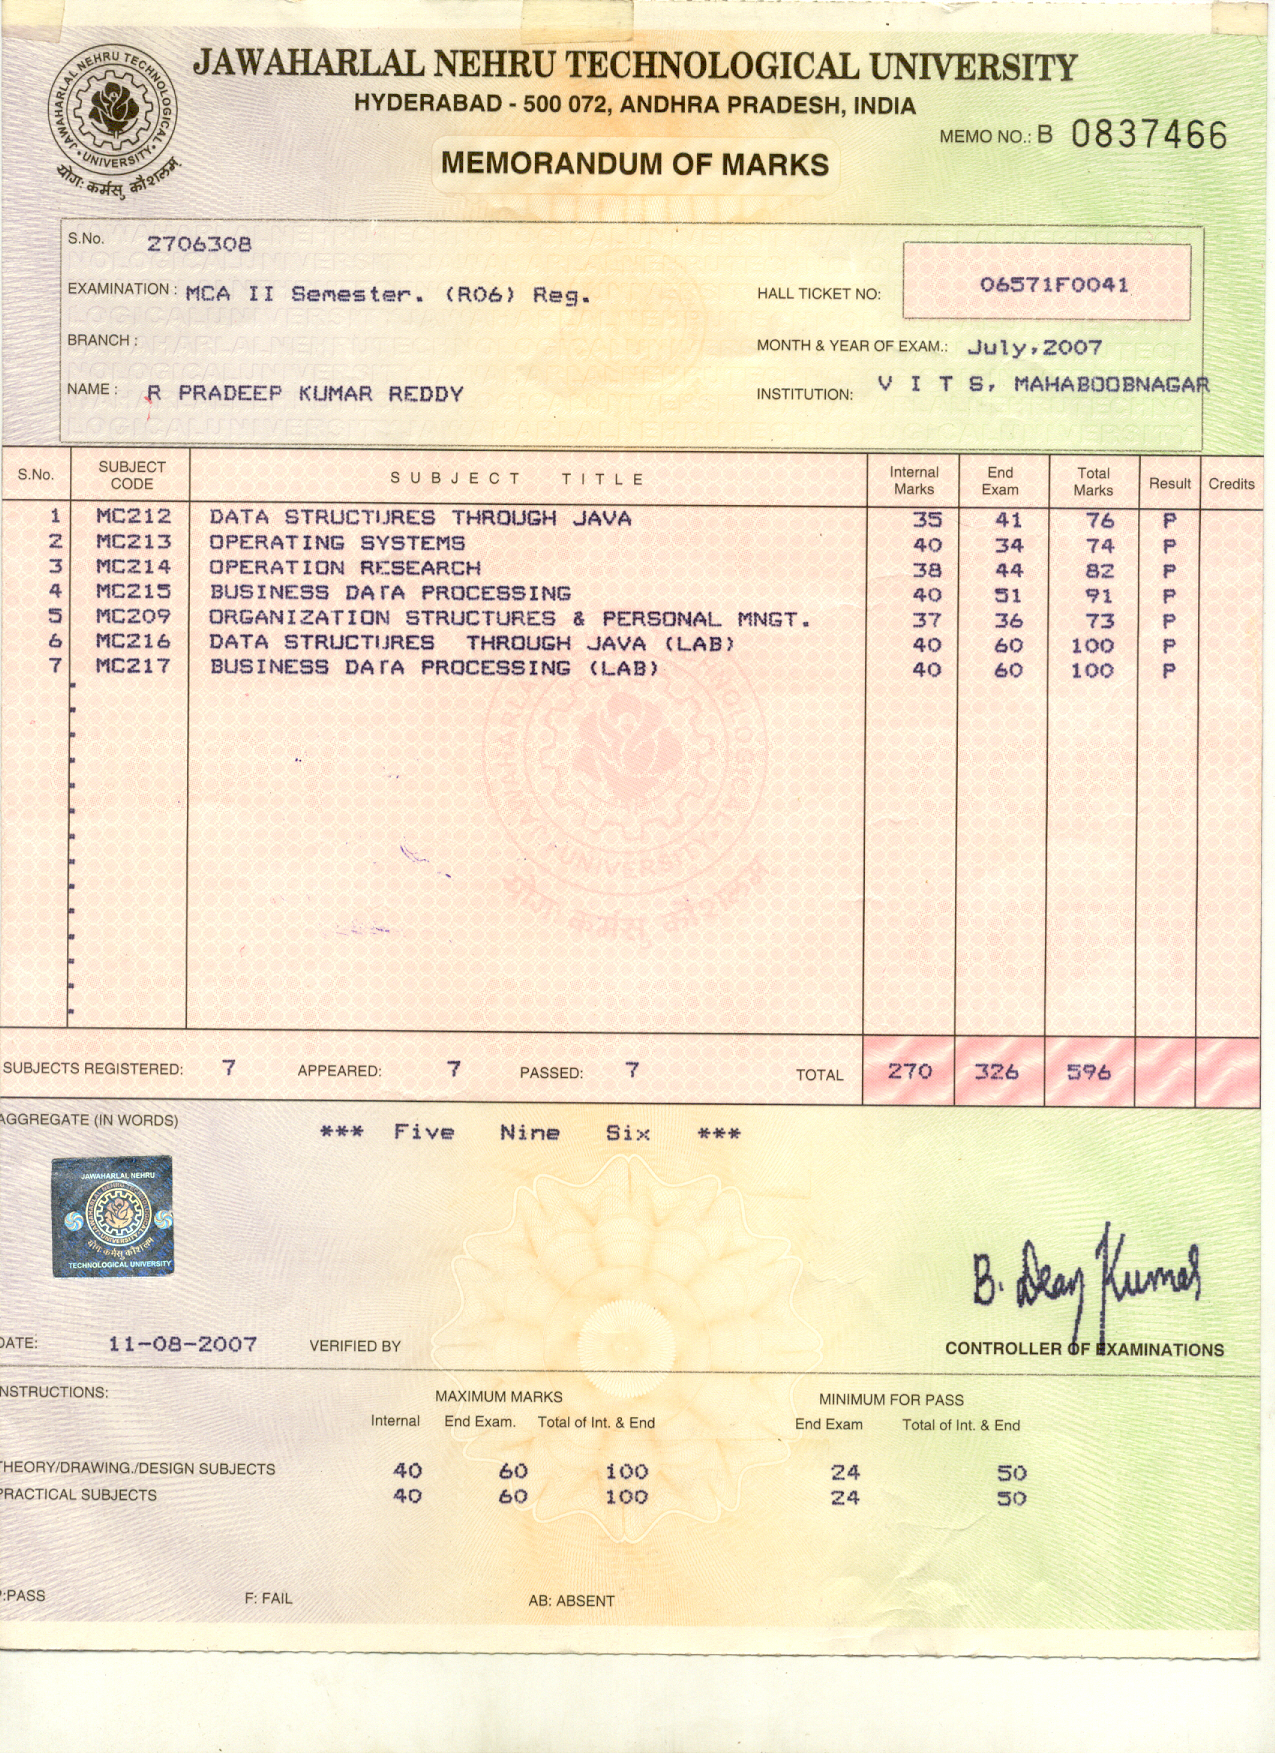 JAWAHARLAL NEHRU TECHNOLOGICAL UNIVERSITY
HYDERABAD - 500 072, ANDHRA PRADESH, INDIA
MEMO NO.: B 0837466
MEMORANDUM OF MARKS
JAWAHARLAL NEHRU TECHNOLOGICAL
• UNIVERSITY •
योगः कर्मसु कौशलम्
S.No. 2706308
EXAMINATION : MCA II Semester. (R06) Reg.
HALL TICKET NO: 06571F0041
BRANCH :
MONTH & YEAR OF EXAM.: July,2007
NAME : R PRADEEP KUMAR REDDY
INSTITUTION: V I T S, MAHABOOBNAGAR
S.No. SUBJECT CODE SUBJECT TITLE Internal Marks End Exam Total Marks Result Credits
1 MC212 DATA STRUCTURES THROUGH JAVA 35 41 76 P
2 MC213 OPERATING SYSTEMS 40 34 74 P
3 MC214 OPERATION RESEARCH 38 44 82 P
4 MC215 BUSINESS DATA PROCESSING 40 51 91 P
5 MC209 ORGANIZATION STRUCTURES & PERSONAL MNGT. 37 36 73 P
6 MC216 DATA STRUCTURES THROUGH JAVA (LAB) 40 60 100 P
7 MC217 BUSINESS DATA PROCESSING (LAB) 40 60 100 P
SUBJECTS REGISTERED: 7 APPEARED: 7 PASSED: 7 TOTAL 270 326 596
AGGREGATE (IN WORDS)
*** Five Nine Six ***
JAWAHARLAL NEHRU
TECHNOLOGICAL UNIVERSITY
B. Kumar
DATE: 11-08-2007 VERIFIED BY
CONTROLLER OF EXAMINATIONS
NSTRUCTIONS:
MAXIMUM MARKS MINIMUM FOR PASS
Internal End Exam. Total of Int. & End End Exam Total of Int. & End
THEORY/DRAWING./DESIGN SUBJECTS 40 60 100 24 50
PRACTICAL SUBJECTS 40 60 100 24 50
:PASS F: FAIL AB: ABSENT